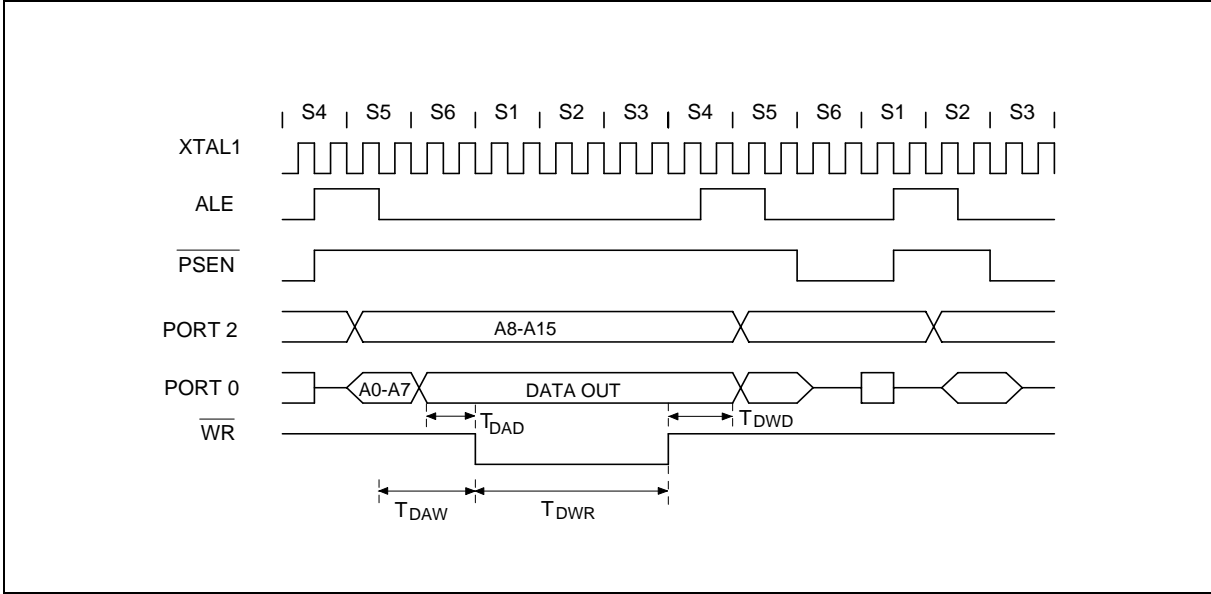 S4 S5 S6 S1 S2 S3 S4 S5 S6 S1 S2 S3
XTAL1
ALE
PSEN
PORT 2 A8-A15
PORT 0 A0-A7 DATA OUT
TDAD TDWD
WR
TDAW TDWR